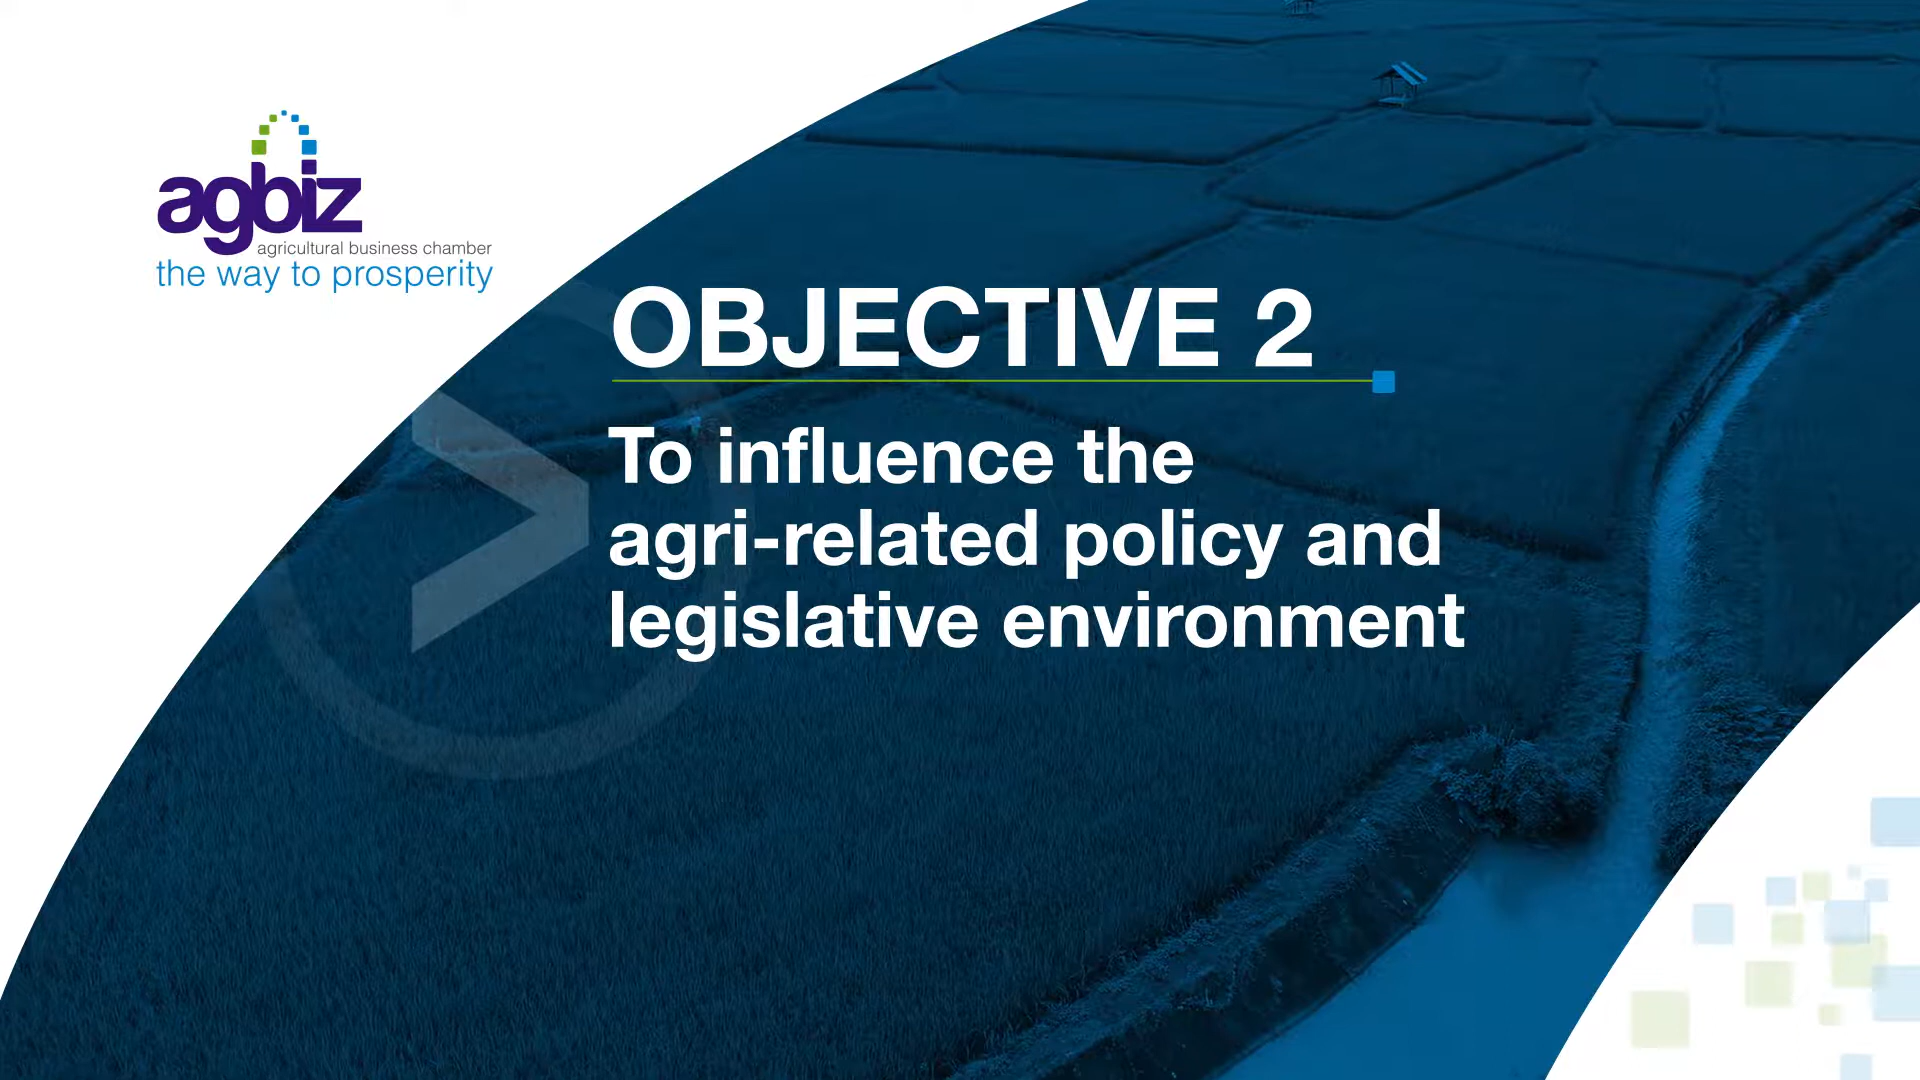 agbiz
agricultural business chamber
the way to prosperity
OBJECTIVE 2
To influence the
agri-related policy and
legislative environment